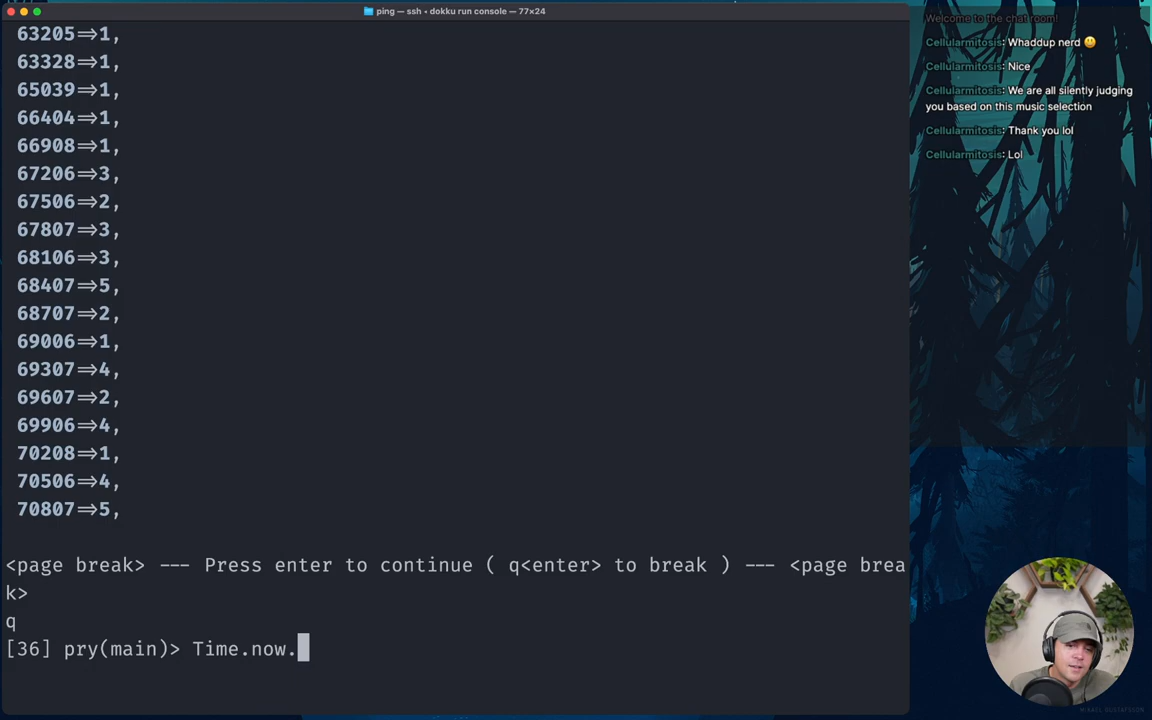 ping — ssh ◂ dokku run console — 77×24
63205=>1,
63328=>1,
65039=>1,
66404=>1,
66908=>1,
67206=>3,
67506=>2,
67807=>3,
68106=>3,
68407=>5,
68707=>2,
69006=>1,
69307=>4,
69607=>2,
69906=>4,
70208=>1,
70506=>4,
70807=>5,
<page break> --- Press enter to continue ( q<enter> to break ) --- <page brea
k>
q
[36] pry(main)> Time.now.
Welcome to the chat room!
Cellularmitosis: Whaddup nerd 😃
Cellularmitosis: Nice
Cellularmitosis: We are all silently judging
you based on this music selection
Cellularmitosis: Thank you lol
Cellularmitosis: Lol
MIKAEL GUSTAFSSON